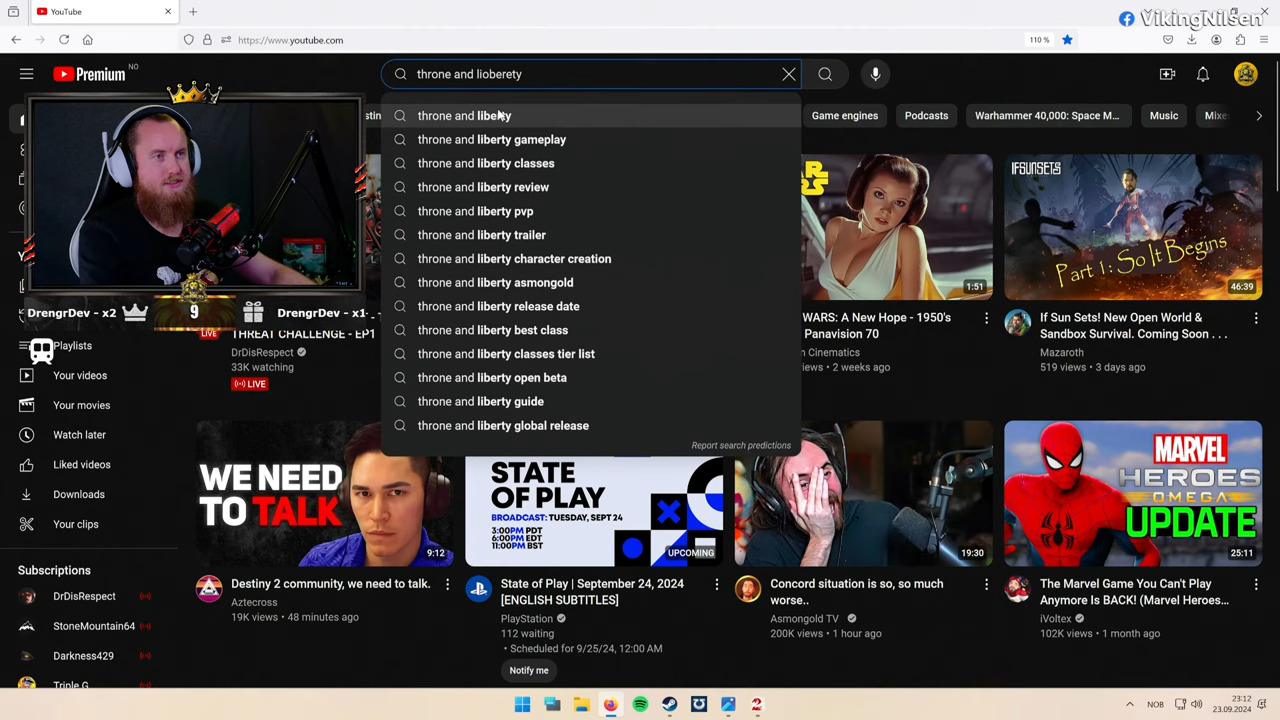 YouTube
VikingNilsen
https://www.youtube.com
110 %
Premium
NO
throne and lioberety
throne and liberty
throne and liberty gameplay
throne and liberty classes
throne and liberty review
throne and liberty pvp
throne and liberty trailer
throne and liberty character creation
throne and liberty asmongold
throne and liberty release date
throne and liberty best class
throne and liberty classes tier list
throne and liberty open beta
throne and liberty guide
throne and liberty global release
Report search predictions
Game engines
Podcasts
Warhammer 40,000: Space M...
Music
Mixe
DrengrDev - x2
9
DrengrDev - x1
LIVE
THREAT CHALLENGE - EP1
DrDisRespect
33K watching
LIVE
1:51
WARS: A New Hope - 1950's
Panavision 70
n Cinematics
iews • 2 weeks ago
IFSUNSETS
Part 1: So It Begins
46:39
If Sun Sets! New Open World &
Sandbox Survival. Coming Soon . . .
Mazaroth
519 views • 3 days ago
Playlists
Your videos
Your movies
Watch later
Liked videos
Downloads
Your clips
Subscriptions
DrDisRespect
StoneMountain64
Darkness429
Triple G
WE NEED
TO TALK
9:12
Destiny 2 community, we need to talk.
Aztecross
19K views • 48 minutes ago
STATE
OF PLAY
BROADCAST: TUESDAY, SEPT 24
3:00PM PDT
6:00PM EDT
11:00PM BST
UPCOMING
State of Play | September 24, 2024
[ENGLISH SUBTITLES]
PlayStation
112 waiting
• Scheduled for 9/25/24, 12:00 AM
Notify me
19:30
Concord situation is so, so much
worse..
Asmongold TV
200K views • 1 hour ago
MARVEL
HEROES
OMEGA
UPDATE
25:11
The Marvel Game You Can't Play
Anymore Is BACK! (Marvel Heroes...
iVoltex
102K views • 1 month ago
NOB
23:12
23.09.2024